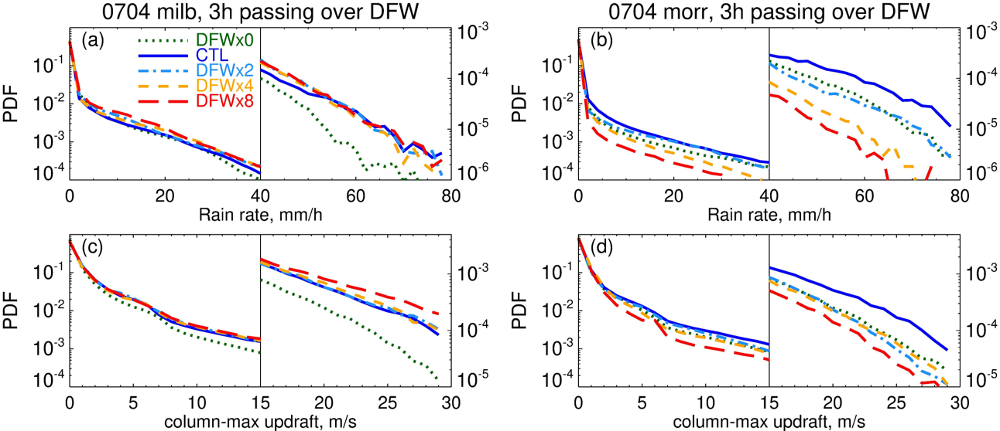 0704 milb, 3h passing over DFW
0704 morr, 3h passing over DFW
(a)
DFWx0
CTL
DFWx2
DFWx4
DFWx8
PDF
10-1
10-2
10-3
10-4
10-3
10-4
10-5
10-6
0 20 40 60 80
Rain rate, mm/h
(b)
PDF
10-1
10-2
10-3
10-4
10-3
10-4
10-5
10-6
0 20 40 60 80
Rain rate, mm/h
(c)
PDF
10-1
10-2
10-3
10-4
10-3
10-4
10-5
0 5 10 15 20 25 30
column-max updraft, m/s
(d)
PDF
10-1
10-2
10-3
10-4
10-3
10-4
10-5
0 5 10 15 20 25 30
column-max updraft, m/s